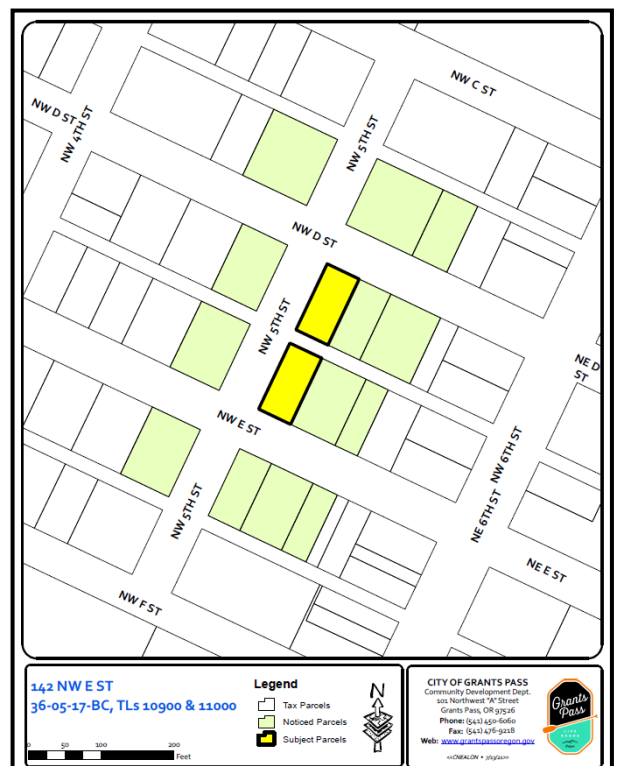 NW C ST
NW D ST
NW 4TH ST
NW 5TH ST
NW D ST
NW 5TH ST
NE D
ST
NW E ST
NW 6TH ST
NW 5TH ST
NE 6TH ST
NE E ST
NW F ST
142 NW E ST
36-05-17-BC, TLs 10900 & 11000
0 50 100 200
Feet
Legend
Tax Parcels
Noticed Parcels
Subject Parcels
N
CITY OF GRANTS PASS
Community Development Dept.
101 Northwest "A" Street
Grants Pass, OR 97526
Phone: (541) 450-6060
Fax: (541) 476-9218
Web: www.grantspassoregon.gov
Grants
Pass